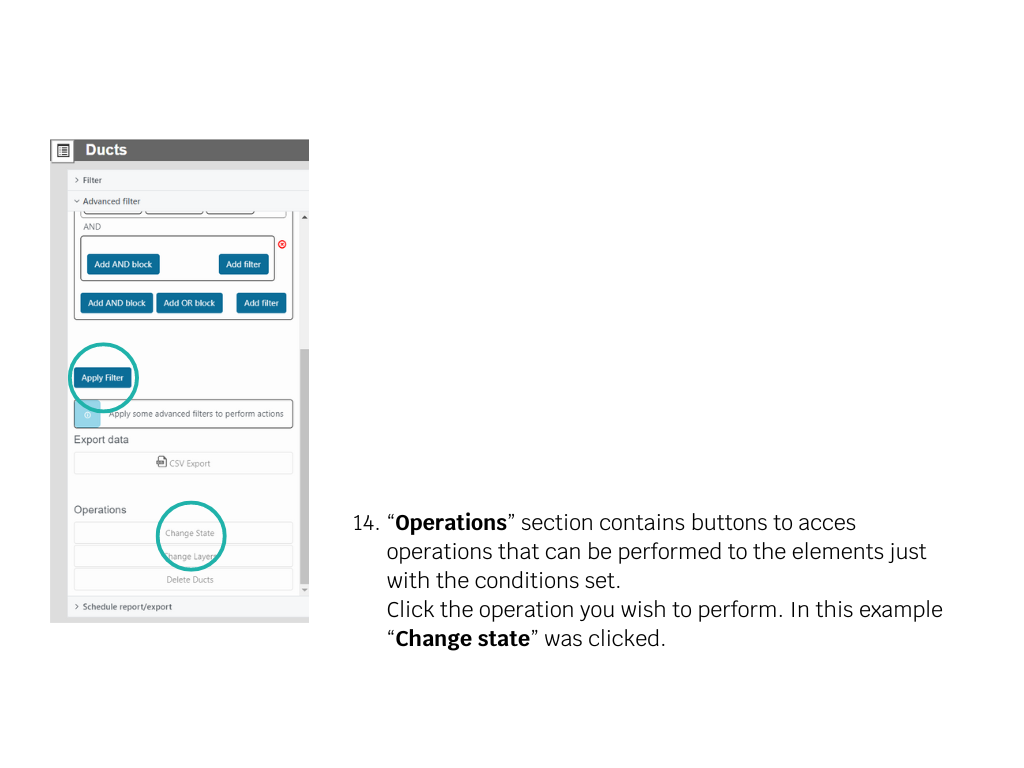 Ducts
Filter
Advanced filter
AND
Add AND block Add filter
Add AND block Add OR block Add filter
Apply Filter
Apply some advanced filters to perform actions
Export data
CSV Export
Operations
Change State
Change Layers
Delete Ducts
Schedule report/export
14. “Operations” section contains buttons to acces
operations that can be performed to the elements just
with the conditions set.
Click the operation you wish to perform. In this example
“Change state” was clicked.